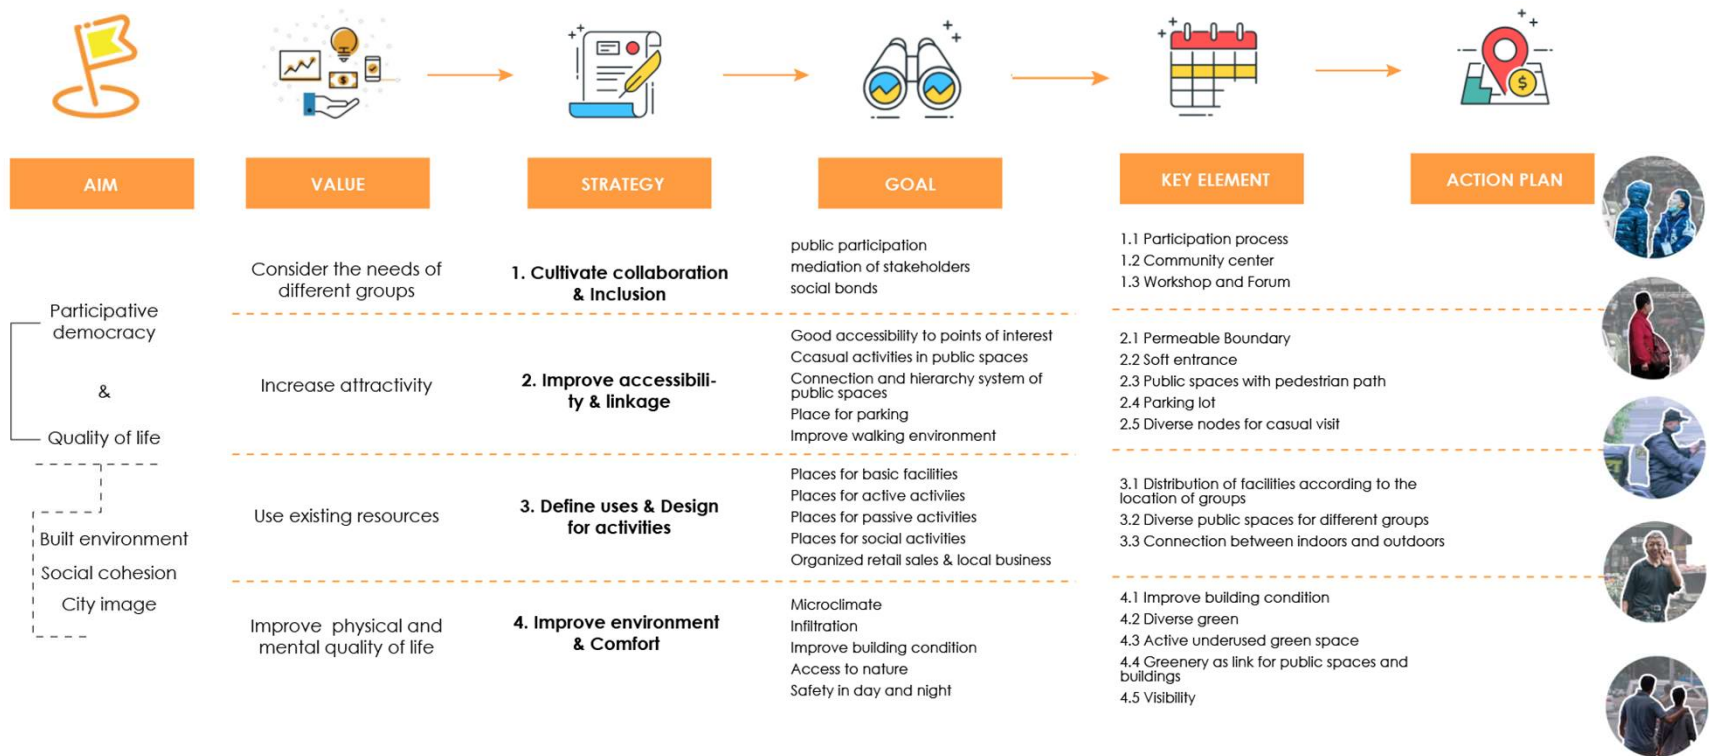 AIM
VALUE
STRATEGY
GOAL
KEY ELEMENT
ACTION PLAN
Participative
democracy
&
Quality of life
Built environment
Social cohesion
City image
Consider the needs of
different groups
1. Cultivate collaboration
& Inclusion
public participation
mediation of stakeholders
social bonds
1.1 Participation process
1.2 Community center
1.3 Workshop and Forum
Increase attractivity
2. Improve accessibili-
ty & linkage
Good accessibility to points of interest
Ccasual activities in public spaces
Connection and hierarchy system of
public spaces
Place for parking
Improve walking environment
2.1 Permeable Boundary
2.2 Soft entrance
2.3 Public spaces with pedestrian path
2.4 Parking lot
2.5 Diverse nodes for casual visit
Use existing resources
3. Define uses & Design
for activities
Places for basic facilities
Places for active activiies
Places for passive activities
Places for social activities
Organized retail sales & local business
3.1 Distribution of facilities according to the
location of groups
3.2 Diverse public spaces for different groups
3.3 Connection between indoors and outdoors
Improve physical and
mental quality of life
4. Improve environment
& Comfort
Microclimate
Infiltration
Improve building condition
Access to nature
Safety in day and night
4.1 Improve building condition
4.2 Diverse green
4.3 Active underused green space
4.4 Greenery as link for public spaces and
buildings
4.5 Visibility